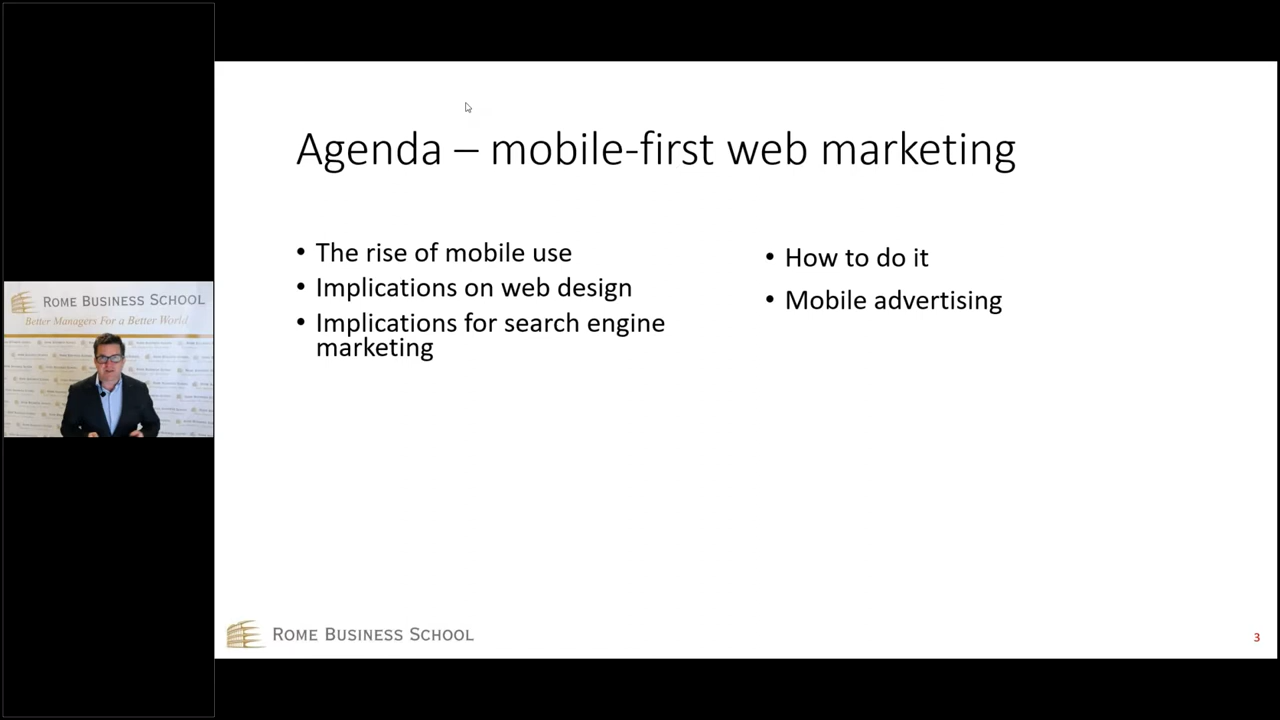 Agenda – mobile-first web marketing
• The rise of mobile use
• Implications on web design
• Implications for search engine
marketing
• How to do it
• Mobile advertising
ROME BUSINESS SCHOOL
Better Managers For a Better World
ROME BUSINESS SCHOOL
3